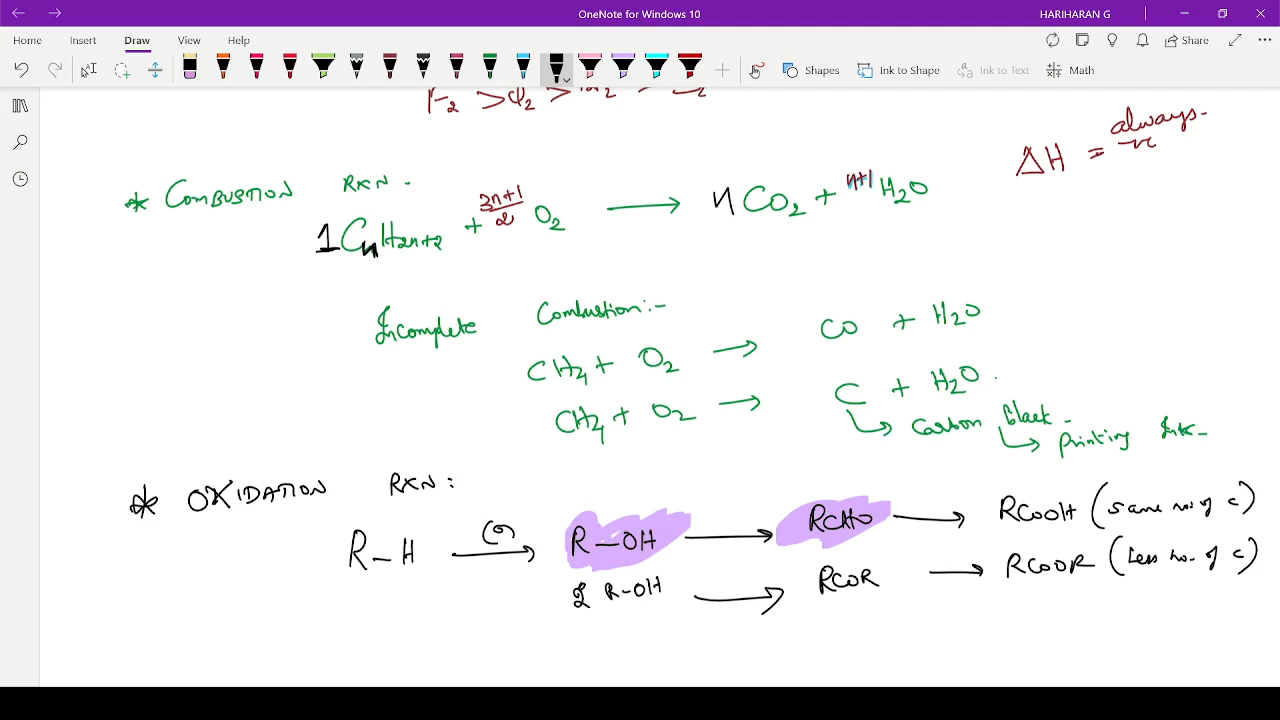 OneNote for Windows 10
HARIHARAN G
Home Insert Draw View Help
Share
Shapes Ink to Shape Ink to Text Math
F2 > Cl2 >
ΔH = always -ve
* COMBUSTION RXN -
1 CnH2n+2 + 3n+1/2 O2 → nCO2 + n+1 H2O
Incomplete Combustion:-
CH4 + O2 → CO + H2O
CH4 + O2 → C + H2O
↳ Carbon Black -
↳ Printing Ink -
* OXIDATION RXN:
R-H (O)→ R-OH → RCHO → RCOOH (same no. of c)
R-OH → RCOR → RCOOR (Less no. of c)